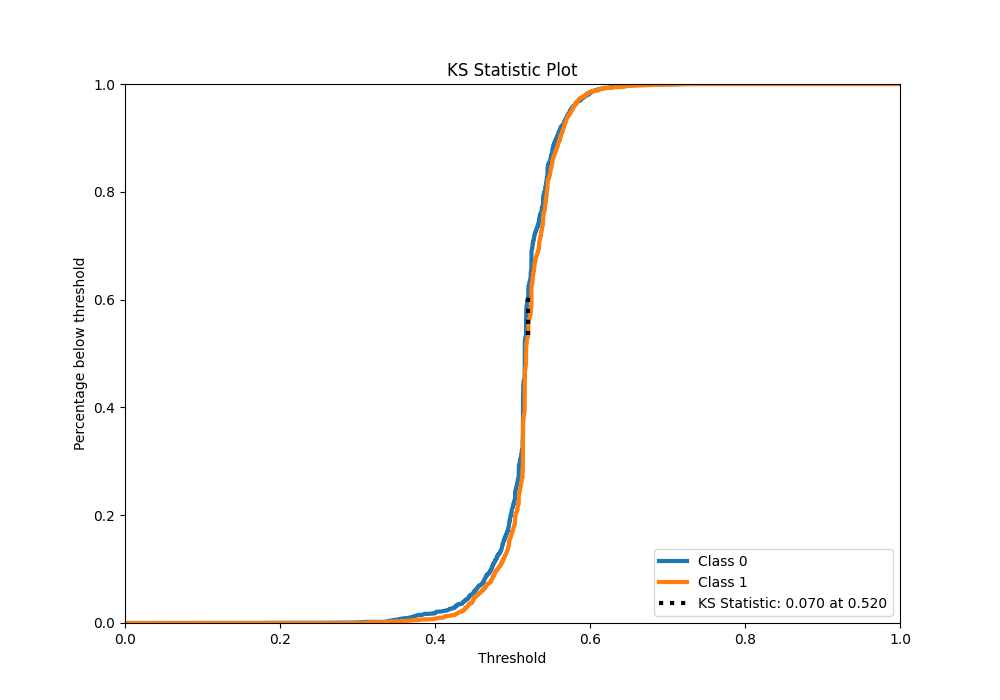 KS Statistic Plot
1.0
0.8
0.6
0.4
0.2
0.0
Percentage below threshold
0.0 0.2 0.4 0.6 0.8 1.0
Threshold
Class 0
Class 1
KS Statistic: 0.070 at 0.520